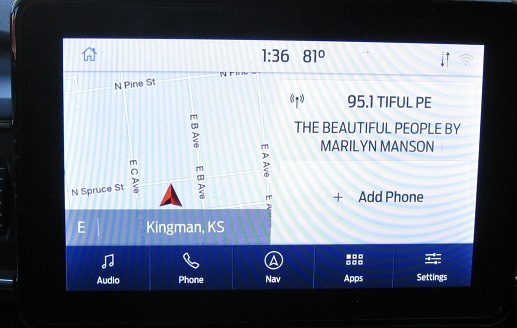 1:36 81°
N Pine St
N Pine St
95.1 TIFUL PE
THE BEAUTIFUL PEOPLE BY
MARILYN MANSON
E C Ave
E B Ave
E B Ave
E A Ave
E A
N Spruce St
+ Add Phone
E Kingman, KS
Audio
Phone
Nav
Apps
Settings